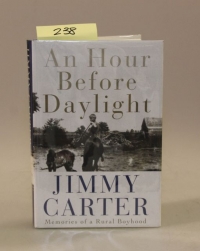 238
An Hour
Before
Daylight
JIMMY
CARTER
Memories of a Rural Boyhood